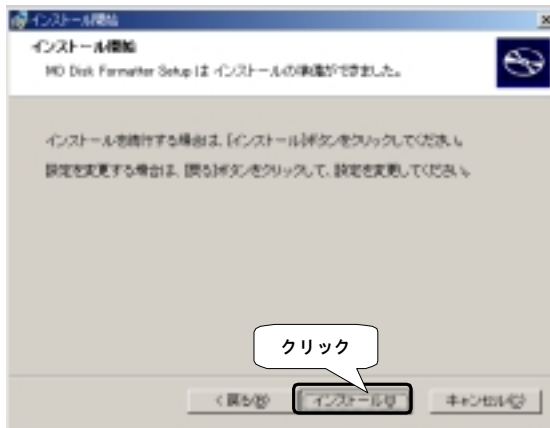 インストール開始
インストール開始
MO Disk Formatter Setup は インストールの準備ができました。
インストールを続行する場合は、[インストール]ボタンをクリックしてください。
設定を変更する場合は、[戻る]ボタンをクリックして、設定を変更してください。
クリック
< 戻る(B)
インストール(I)
キャンセル(C)